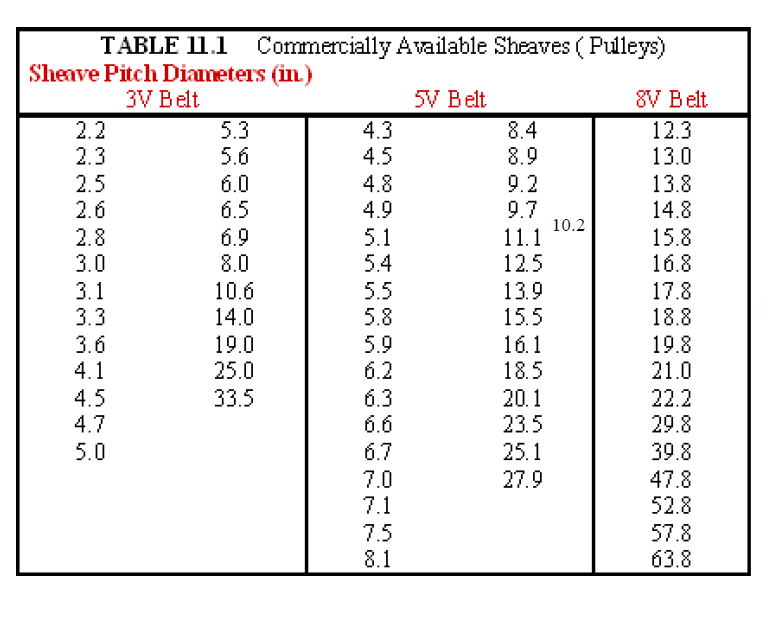 TABLE 11.1 Commercially Available Sheaves ( Pulleys)
Sheave Pitch Diameters (in.)
3V Belt 5V Belt 8V Belt
2.2 5.3 4.3 8.4 12.3
2.3 5.6 4.5 8.9 13.0
2.5 6.0 4.8 9.2 13.8
2.6 6.5 4.9 9.7 14.8
10.2
2.8 6.9 5.1 11.1 15.8
3.0 8.0 5.4 12.5 16.8
3.1 10.6 5.5 13.9 17.8
3.3 14.0 5.8 15.5 18.8
3.6 19.0 5.9 16.1 19.8
4.1 25.0 6.2 18.5 21.0
4.5 33.5 6.3 20.1 22.2
4.7 6.6 23.5 29.8
5.0 6.7 25.1 39.8
7.0 27.9 47.8
7.1 52.8
7.5 57.8
8.1 63.8